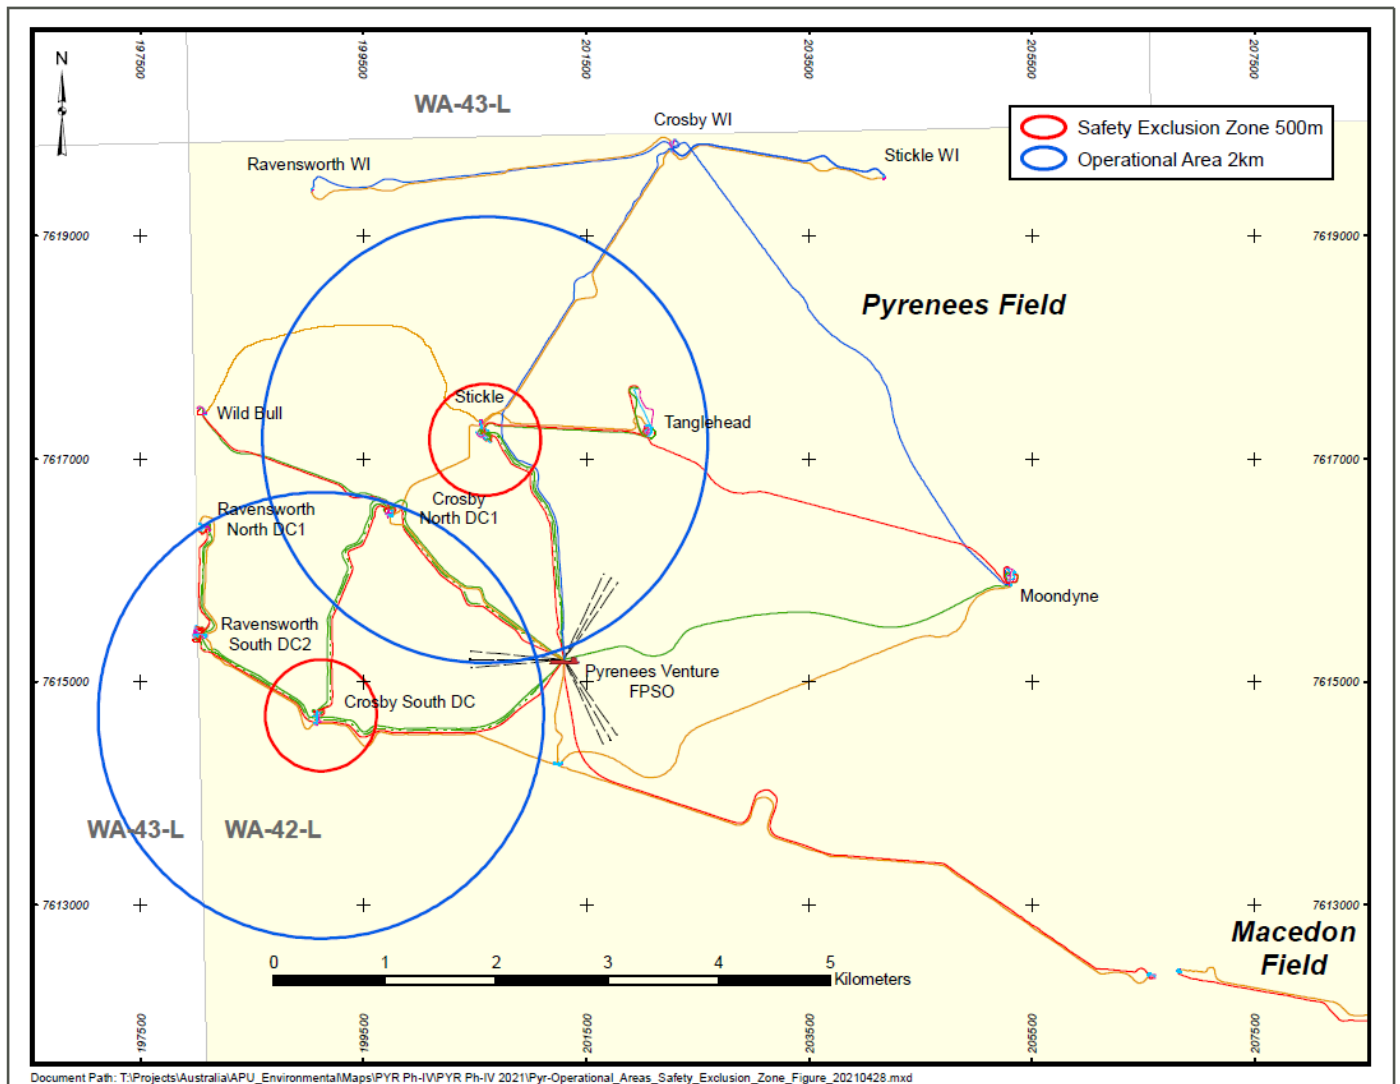 197500
199500
201500
203500
205500
207500
N
WA-43-L
Crosby WI
Safety Exclusion Zone 500m
Operational Area 2km
Ravensworth WI
Stickle WI
7619000
7619000
Pyrenees Field
Stickle
Wild Bull
Tanglehead
7617000
7617000
Ravensworth
North DC1
Crosby
North DC1
Moondyne
Ravensworth
South DC2
Pyrenees Venture
FPSO
7615000
7615000
Crosby South DC
WA-43-L
WA-42-L
7613000
7613000
Macedon
Field
0 1 2 3 4 5
Kilometers
197500
199500
201500
203500
205500
207500
Document Path: T:\Projects\Australia\APU_Environmental\Maps\PYR Ph-IV\PYR Ph-IV 2021\Pyr-Operational_Areas_Safety_Exclusion_Zone_Figure_20210428.mxd